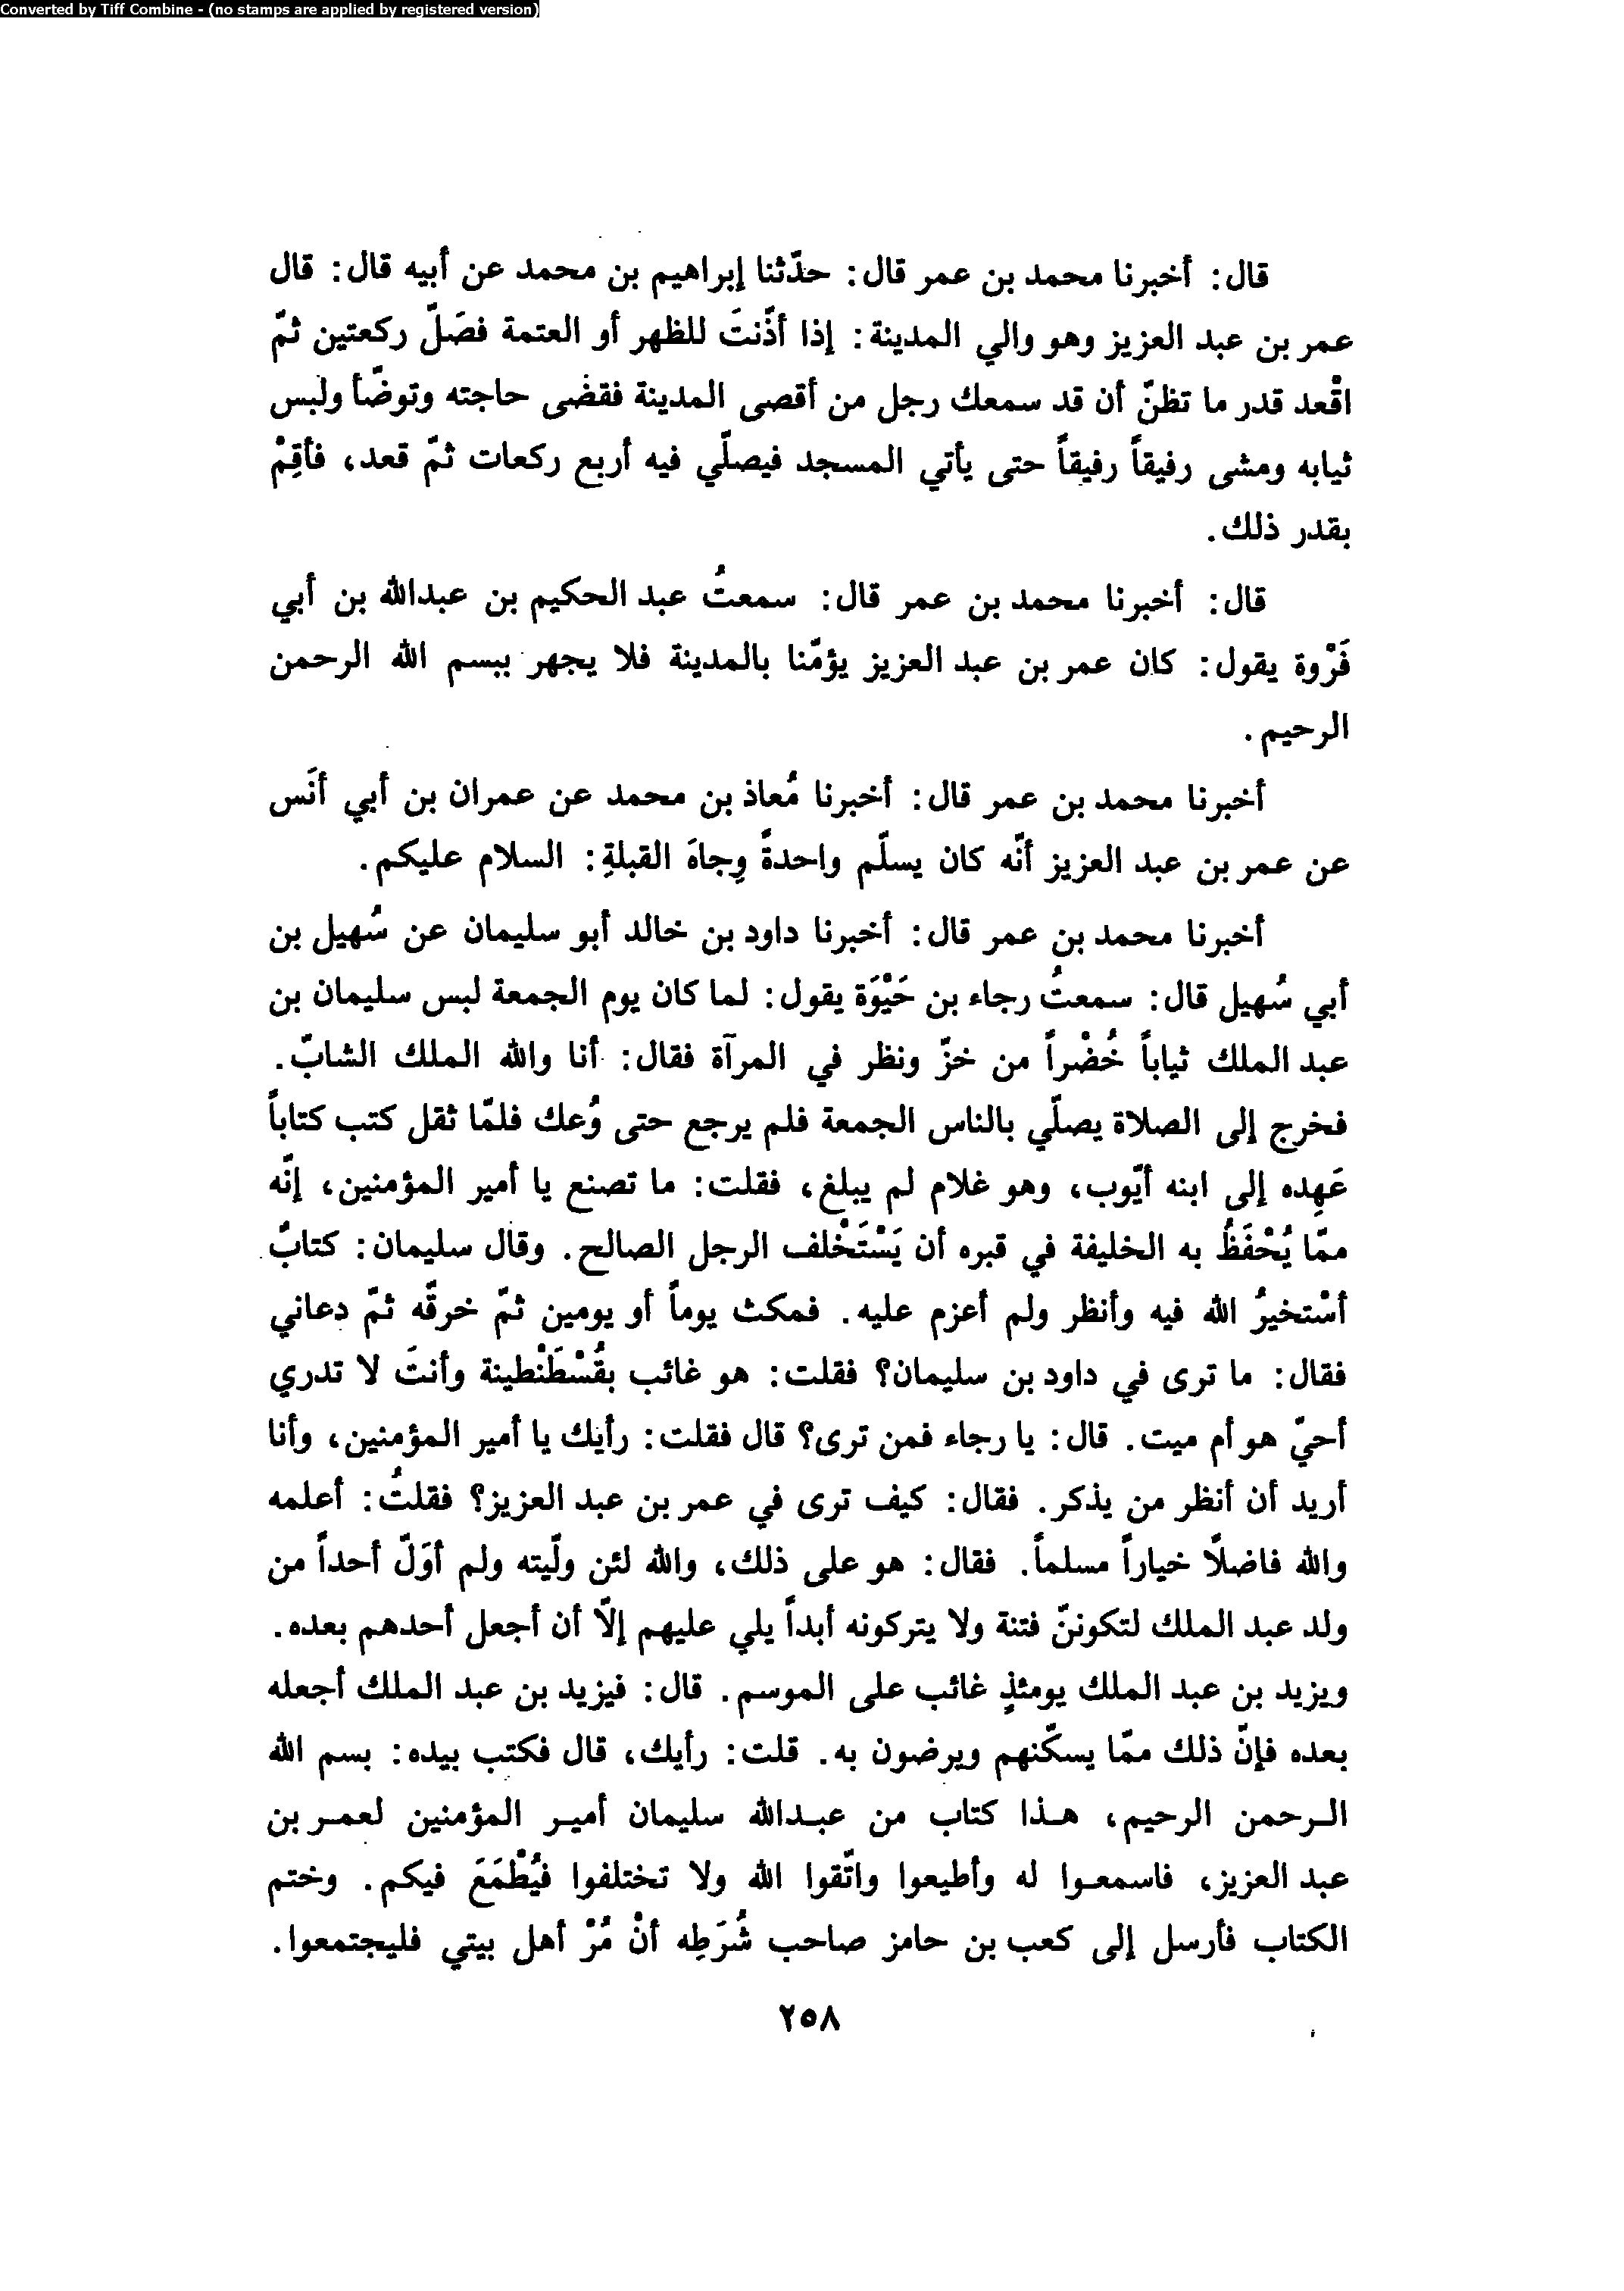 Converted by Tiff Combine - (no stamps are applied by registered version)
قال: أخبرنا محمد بن عمر قال: حدّثنا إبراهيم بن محمد عن أبيه قال: قال
عمر بن عبد العزيز وهو والي المدينة: إذا أذّنتَ للظهر أو العتمة فصَلّ ركعتين ثمّ
اقْعد قدر ما تظنّ أن قد سمعك رجل من أقصى المدينة فقضى حاجته وتوضّأ ولبس
ثيابه ومشى رفيقاً رفيقاً حتى يأتي المسجد فيصلّي فيه أربع ركعات ثمّ قعد، فأقِمْ
بقدر ذلك.
قال: أخبرنا محمد بن عمر قال: سمعتُ عبد الحكيم بن عبدالله بن أبي
فَرْوة يقول: كان عمر بن عبد العزيز يؤمّنا بالمدينة فلا يجهر ببسم الله الرحمن
الرحيم.
أخبرنا محمد بن عمر قال: أخبرنا مُعاذ بن محمد عن عمران بن أبي أنَس
عن عمر بن عبد العزيز أنّه كان يسلّم واحدةً وِجاهَ القبلةِ: السلام عليكم.
أخبرنا محمد بن عمر قال: أخبرنا داود بن خالد أبو سليمان عن سُهيل بن
أبي سُهيل قال: سمعتُ رجاء بن حَيْوَة يقول: لما كان يوم الجمعة لبس سليمان بن
عبد الملك ثياباً خُضْراً من خزّ ونظر في المرآة فقال: أنا والله الملك الشابّ.
فخرج إلى الصلاة يصلّي بالناس الجمعة فلم يرجع حتى وُعك فلمّا ثقل كتب كتاباً
عَهِده إلى ابنه أيّوب، وهو غلام لم يبلغ، فقلت: ما تصنع يا أمير المؤمنين، إنّه
ممّا يُحْفَظُ به الخليفة في قبره أن يَسْتَخْلف الرجل الصالح. وقال سليمان: كتابٌ
أسْتخيرُ الله فيه وأنظر ولم أعزم عليه. فمكث يوماً أو يومين ثمّ خرقّه ثمّ دعاني
فقال: ما ترى في داود بن سليمان؟ فقلت: هو غائب بقُسْطَنْطينة وأنتَ لا تدري
أحيّ هو أم ميت. قال: يا رجاء فمن ترى؟ قال فقلت: رأيك يا أمير المؤمنين، وأنا
أريد أن أنظر من يذكر. فقال: كيف ترى في عمر بن عبد العزيز؟ فقلتُ: أعلمه
والله فاضلًا خياراً مسلماً. فقال: هو على ذلك، والله لئن ولّيته ولم أوَلّ أحداً من
ولد عبد الملك لتكوننّ فتنة ولا يتركونه أبداً يلي عليهم إلّا أن أجعل أحدهم بعده.
ويزيد بن عبد الملك يومئذٍ غائب على الموسم. قال: فيزيد بن عبد الملك أجعله
بعده فإنّ ذلك ممّا يسكّنهم ويرضون به. قلت: رأيك، قال فكتب بيده: بسم الله
الـرحمن الرحيم، هـذا كتاب من عبـدالله سليمان أميـر المؤمنين لعمـر بن
عبد العزيز، فاسمعـوا له وأطيعوا واتّقوا الله ولا تختلفوا فيُطْمَعَ فيكم. وختم
الكتاب فأرسل إلى كعب بن حامز صاحب شُرَطِه أنْ مُرْ أهل بيتي فليجتمعوا.
٢٥٨